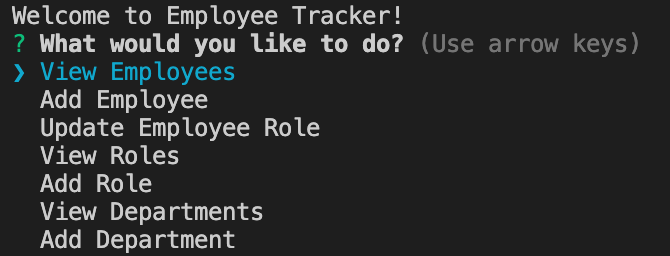 Welcome to Employee Tracker!
? What would you like to do? (Use arrow keys)
❯ View Employees
Add Employee
Update Employee Role
View Roles
Add Role
View Departments
Add Department